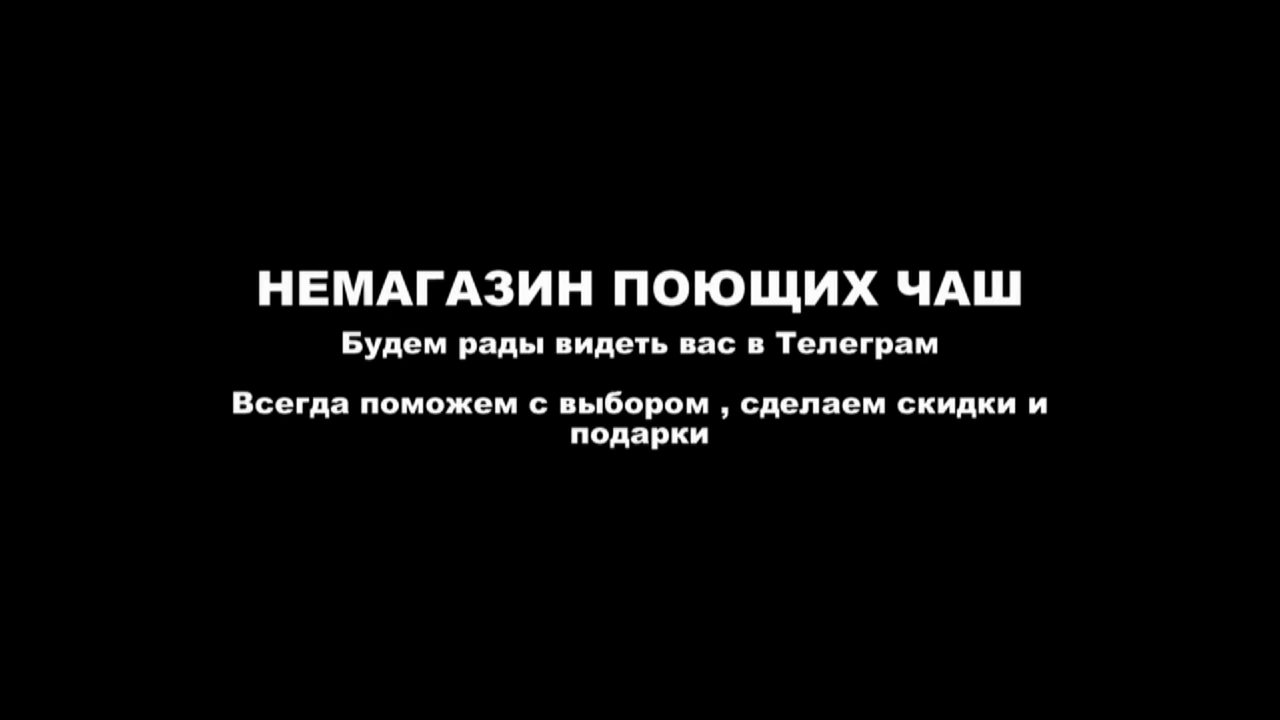 НЕМАГАЗИН ПОЮЩИХ ЧАШ
Будем рады видеть вас в Телеграм
Всегда поможем с выбором , сделаем скидки и
подарки